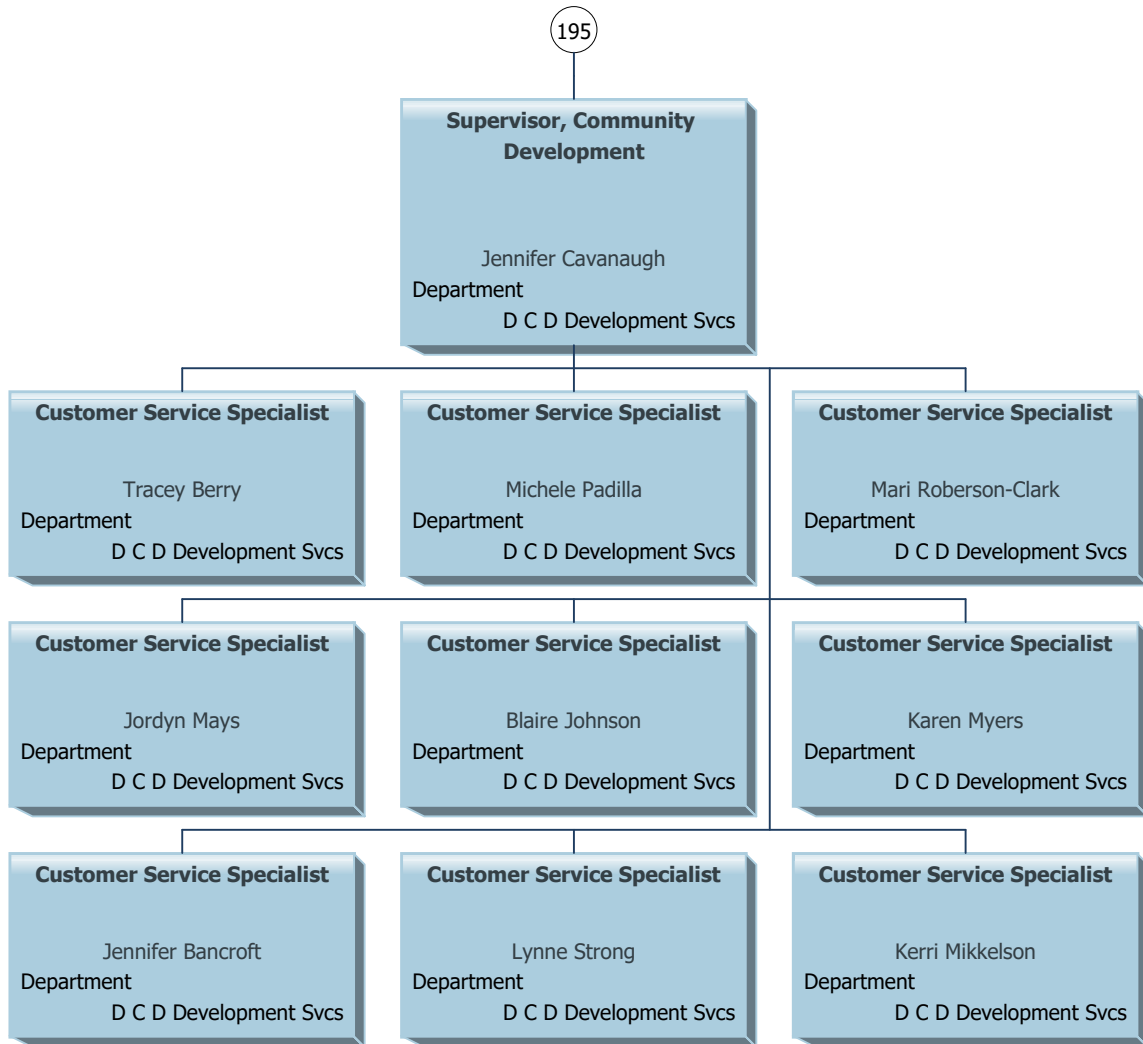 195
Supervisor, Community
Development
Jennifer Cavanaugh
Department
D C D Development Svcs
Customer Service Specialist
Tracey Berry
Department
D C D Development Svcs
Customer Service Specialist
Michele Padilla
Department
D C D Development Svcs
Customer Service Specialist
Mari Roberson-Clark
Department
D C D Development Svcs
Customer Service Specialist
Jordyn Mays
Department
D C D Development Svcs
Customer Service Specialist
Blaire Johnson
Department
D C D Development Svcs
Customer Service Specialist
Karen Myers
Department
D C D Development Svcs
Customer Service Specialist
Jennifer Bancroft
Department
D C D Development Svcs
Customer Service Specialist
Lynne Strong
Department
D C D Development Svcs
Customer Service Specialist
Kerri Mikkelson
Department
D C D Development Svcs